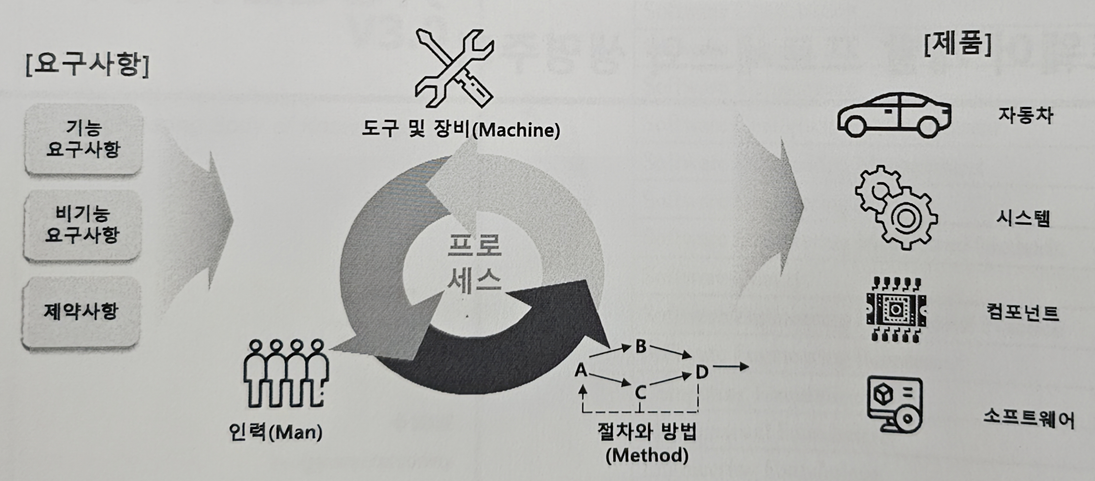 [요구사항]
기능
요구사항
비기능
요구사항
제약사항
도구 및 장비(Machine)
프로
세스
인력(Man)
A
B
C
D
절차와 방법
(Method)
[제품]
자동차
시스템
컴포넌트
소프트웨어